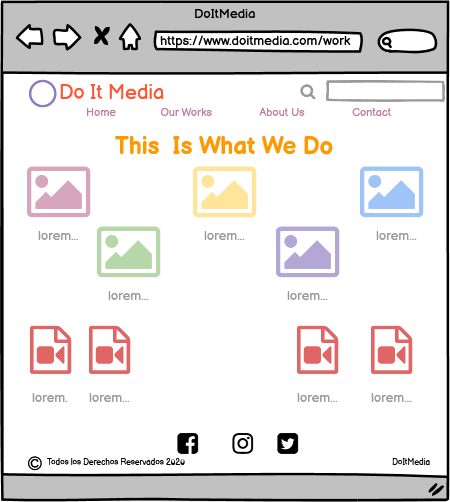 DoItMedia
https://www.doitmedia.com/work
Do It Media
Home Our Works About Us Contact
This Is What We Do
lorem... lorem... lorem...
lorem... lorem...
lorem. lorem... lorem... lorem...
© Todos los Derechos Reservados 2020 DoItMedia